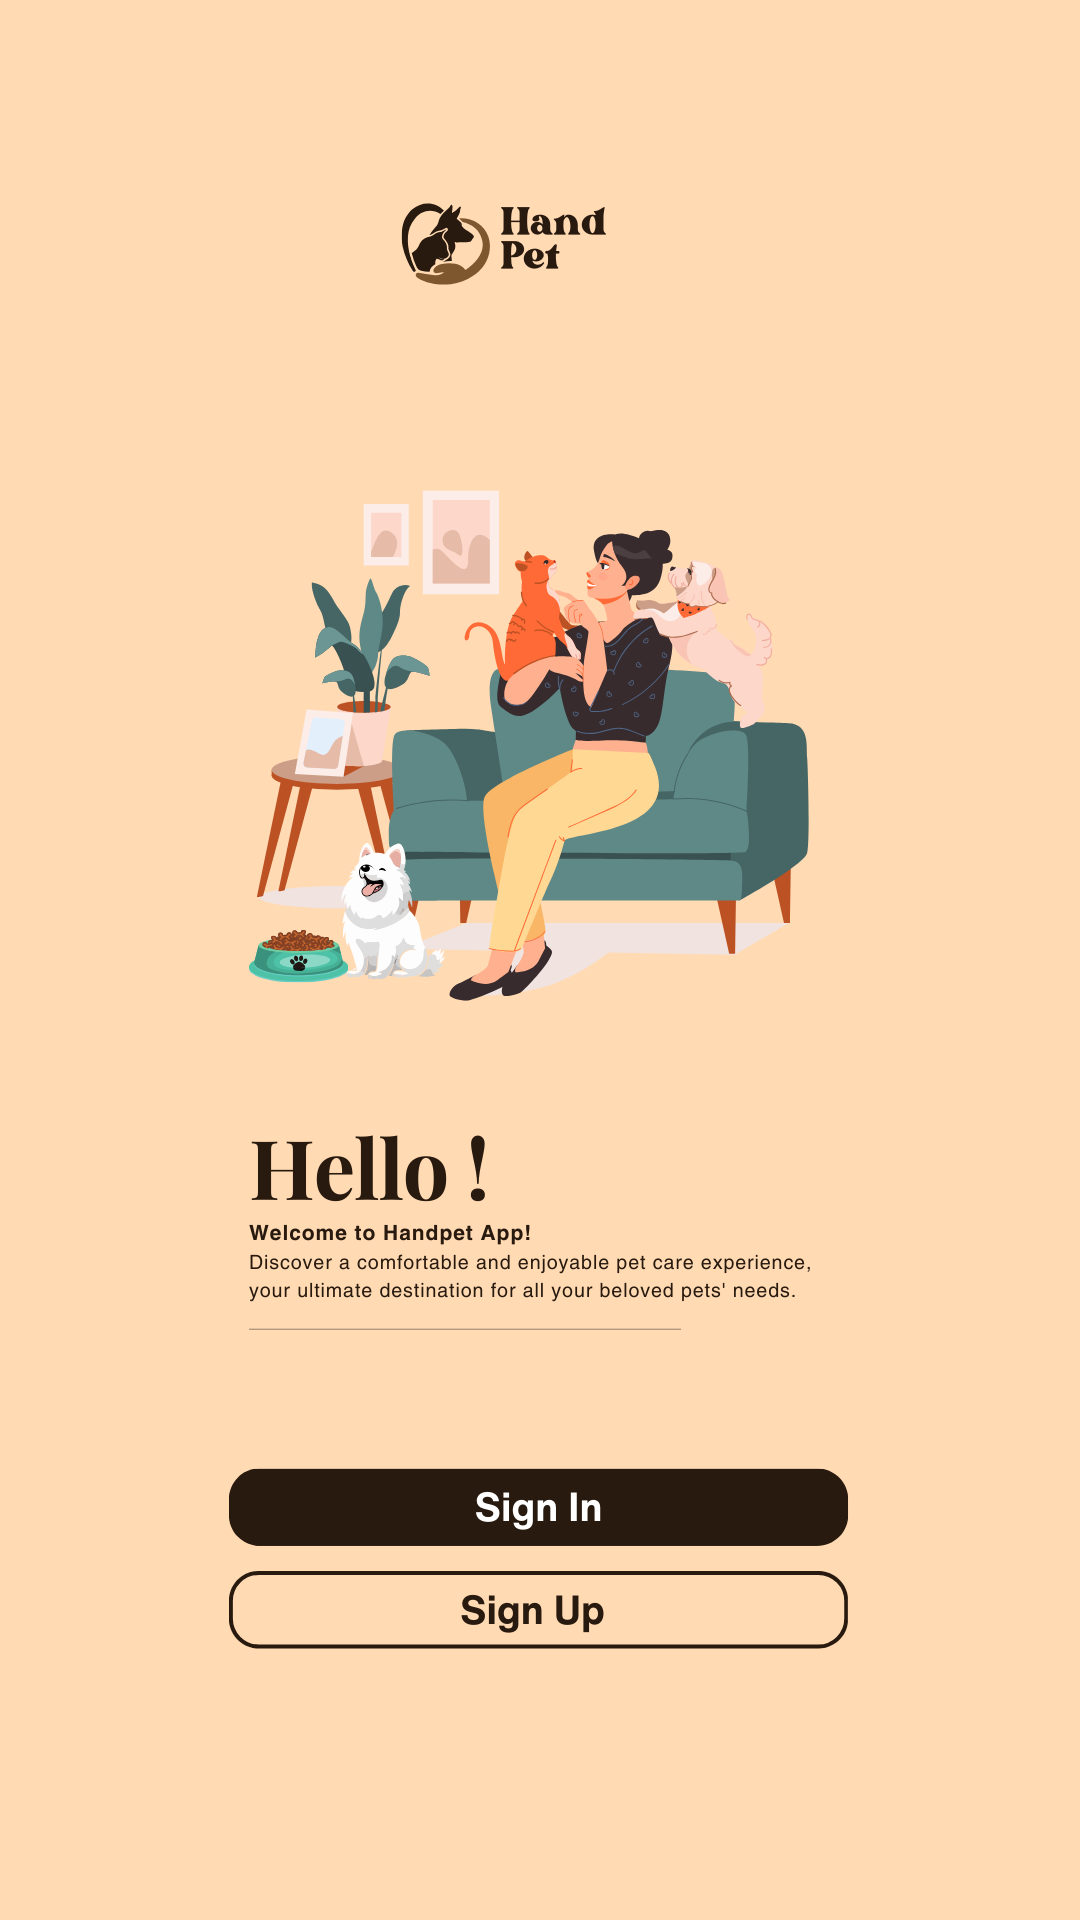 Hand
Pet
Hello !
Welcome to Handpet App!
Discover a comfortable and enjoyable pet care experience,
your ultimate destination for all your beloved pets' needs.
Sign In
Sign Up